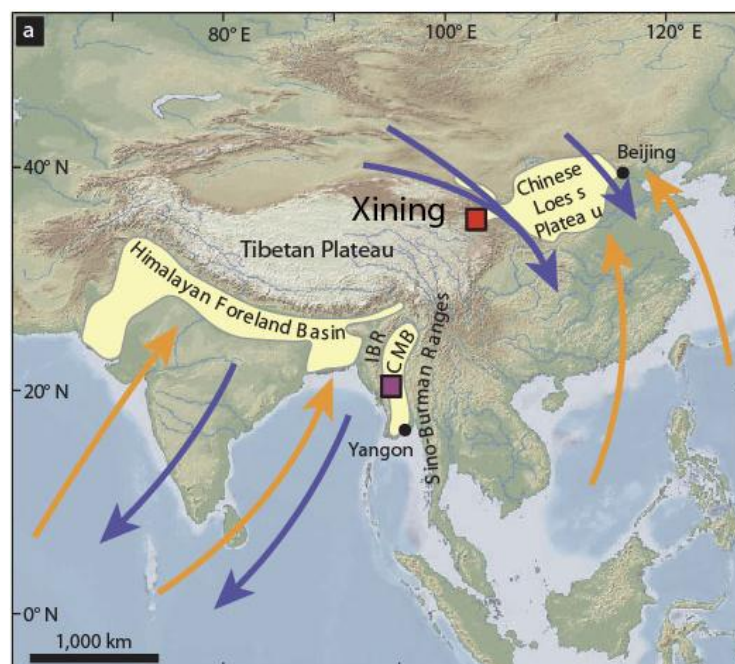 a
80° E
100° E
120° E
40° N
Beijing
Chinese
Loes s
Platea u
Xining
Tibetan Plateau
Himalayan Foreland Basin
IBR
CMB
Sino-Burman Ranges
20° N
Yangon
0° N
1,000 km